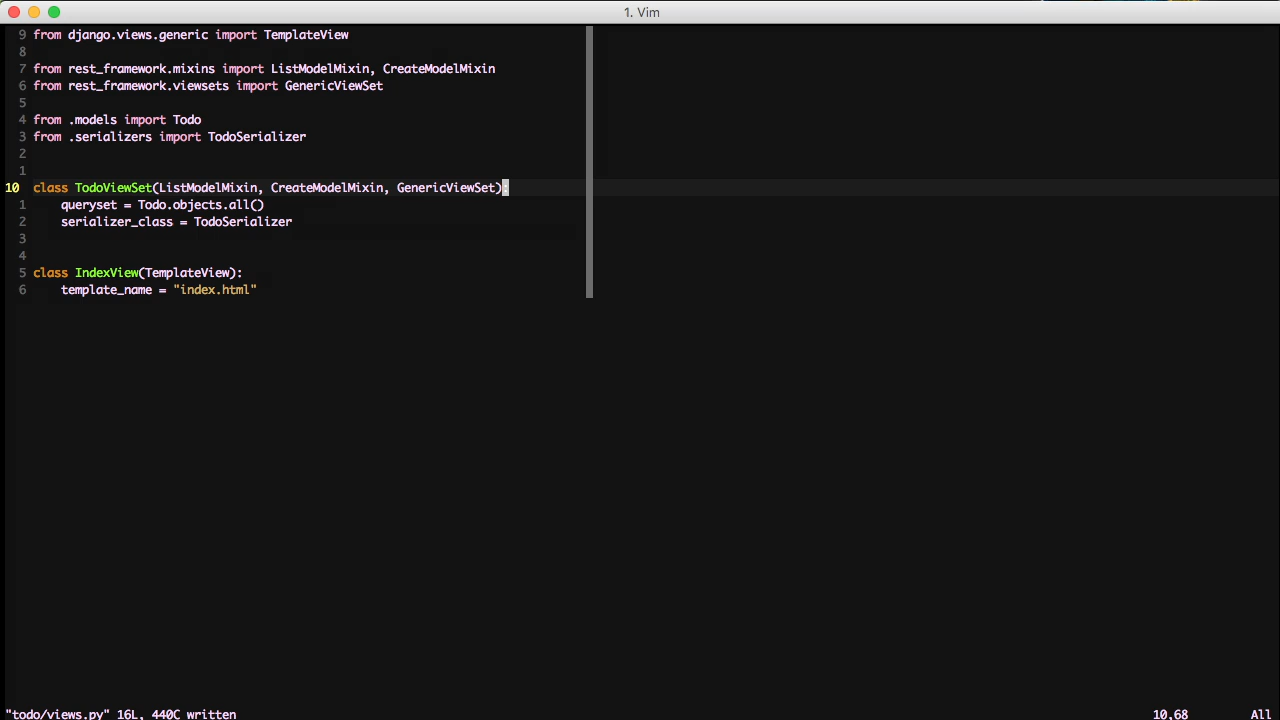 1. Vim
9 from django.views.generic import TemplateView
8
7 from rest_framework.mixins import ListModelMixin, CreateModelMixin
6 from rest_framework.viewsets import GenericViewSet
5
4 from .models import Todo
3 from .serializers import TodoSerializer
2
1
10 class TodoViewSet(ListModelMixin, CreateModelMixin, GenericViewSet):
1     queryset = Todo.objects.all()
2     serializer_class = TodoSerializer
3
4
5 class IndexView(TemplateView):
6     template_name = "index.html"
"todo/views.py" 16L, 440C written 10,68 All